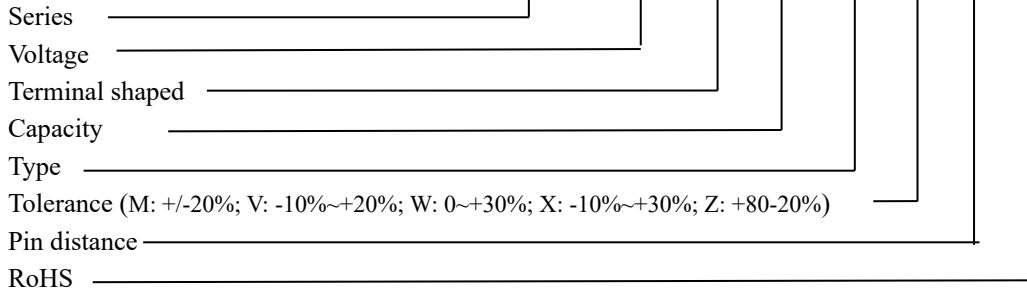 Series
Voltage
Terminal shaped
Capacity
Type
Tolerance (M: +/-20%; V: -10%~+20%; W: 0~+30%; X: -10%~+30%; Z: +80-20%)
Pin distance
RoHS